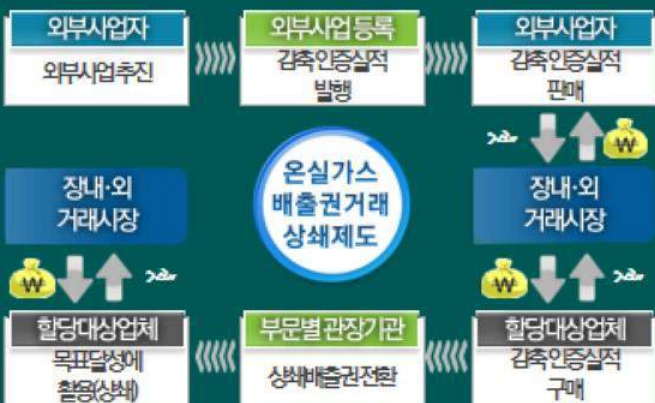 외부사업자
외부사업추진
외부사업 등록
감축인증실적
발행
외부사업자
감축인증실적
판매
장내·외
거래시장
온실가스
배출권거래
상쇄제도
장내·외
거래시장
할당대상업체
목표달성에
활용(상쇄)
부문별 관장기관
상쇄배출권전환
할당대상업체
감축인증실적
구매